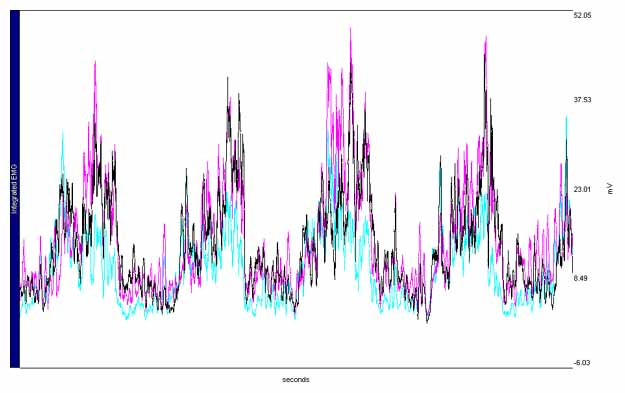 52.05
37.53
Integrated EMG
23.01
mV
8.49
-6.03
seconds